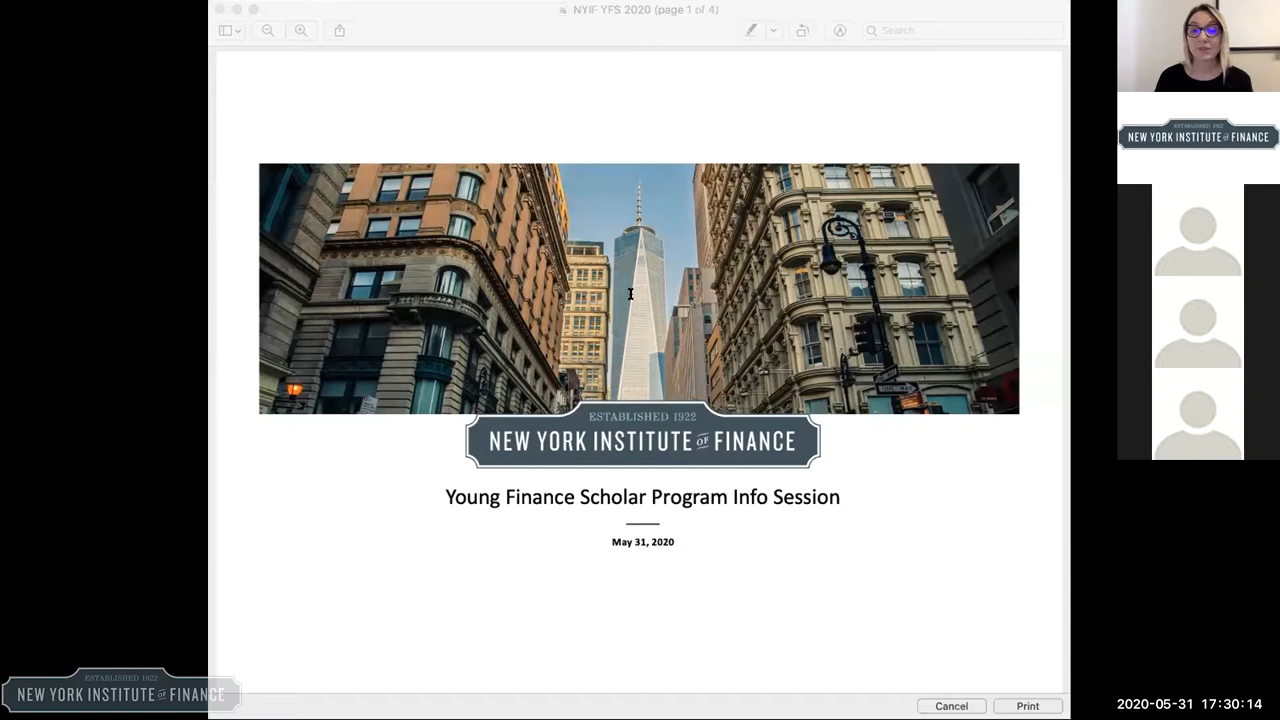 NYIF YFS 2020 (page 1 of 4)
Search
ESTABLISHED 1922
NEW YORK INSTITUTE OF FINANCE
ONE WAY
ESTABLISHED 1922
NEW YORK INSTITUTE OF FINANCE
Young Finance Scholar Program Info Session
May 31, 2020
ESTABLISHED 1922
NEW YORK INSTITUTE OF FINANCE
Cancel
Print
2020-05-31 17:30:14